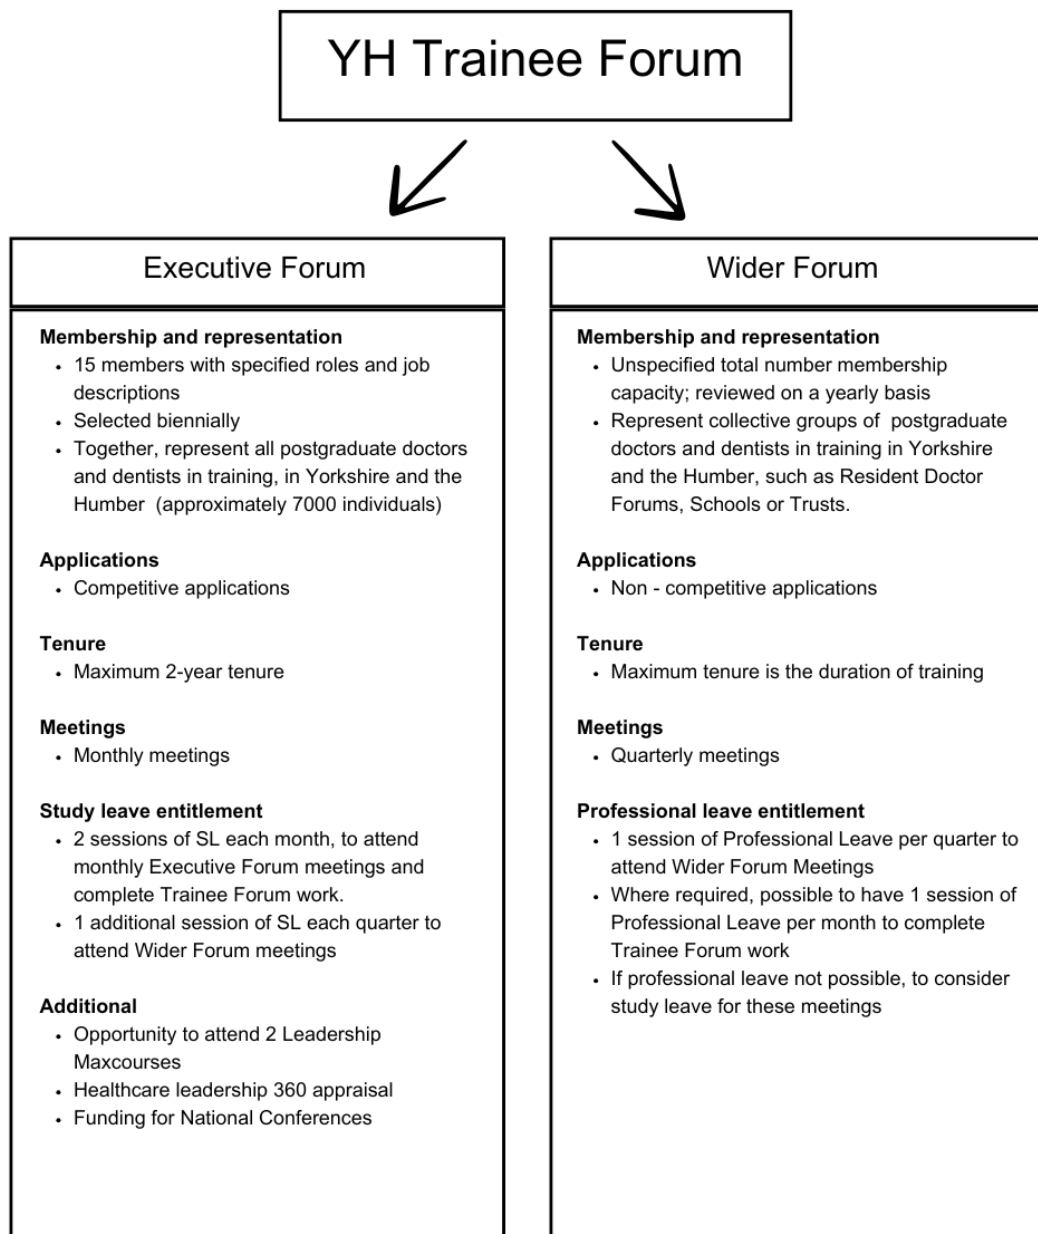 YH Trainee Forum
Executive Forum
Membership and representation
• 15 members with specified roles and job
descriptions
• Selected biennially
• Together, represent all postgraduate doctors
and dentists in training, in Yorkshire and the
Humber (approximately 7000 individuals)
Applications
• Competitive applications
Tenure
• Maximum 2-year tenure
Meetings
• Monthly meetings
Study leave entitlement
• 2 sessions of SL each month, to attend
monthly Executive Forum meetings and
complete Trainee Forum work.
• 1 additional session of SL each quarter to
attend Wider Forum meetings
Additional
• Opportunity to attend 2 Leadership
Maxcourses
• Healthcare leadership 360 appraisal
• Funding for National Conferences
Wider Forum
Membership and representation
• Unspecified total number membership
capacity; reviewed on a yearly basis
• Represent collective groups of postgraduate
doctors and dentists in training in Yorkshire
and the Humber, such as Resident Doctor
Forums, Schools or Trusts.
Applications
• Non - competitive applications
Tenure
• Maximum tenure is the duration of training
Meetings
• Quarterly meetings
Professional leave entitlement
• 1 session of Professional Leave per quarter to
attend Wider Forum Meetings
• Where required, possible to have 1 session of
Professional Leave per month to complete
Trainee Forum work
• If professional leave not possible, to consider
study leave for these meetings